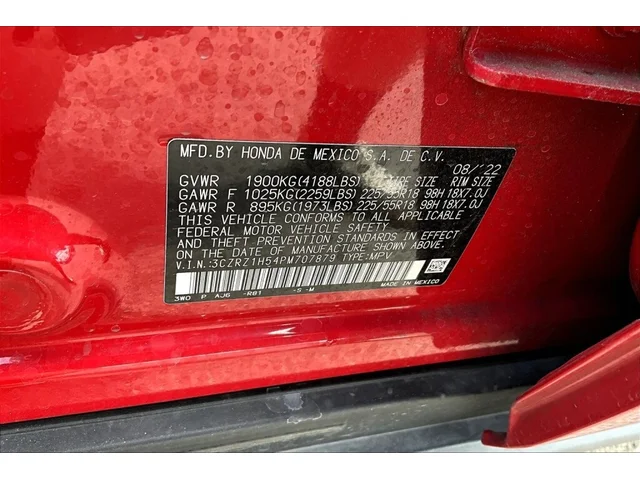 MFD.BY HONDA DE MEXICO S.A. DE C.V.
08/'22
GVWR 1900KG(4188LBS) TIRE SIZE RIM SIZE
GAWR F 1025KG(2259LBS) 225/55R18 98H 18X7.0J
GAWR R 895KG(1973LBS) 225/55R18 98H 18X7.0J
THIS VEHICLE CONFORMS TO ALL APPLICABLE
FEDERAL MOTOR VEHICLE SAFETY
AND THEFT PREVENTION STANDARDS IN EFFECT
ON THE DATE OF MANUFACTURE SHOWN ABOVE.
V.I.N.:3CZRZ1H54PM707879 TYPE:MPV
3WO P AJG -RB1 -S-M MADE IN MEXICO